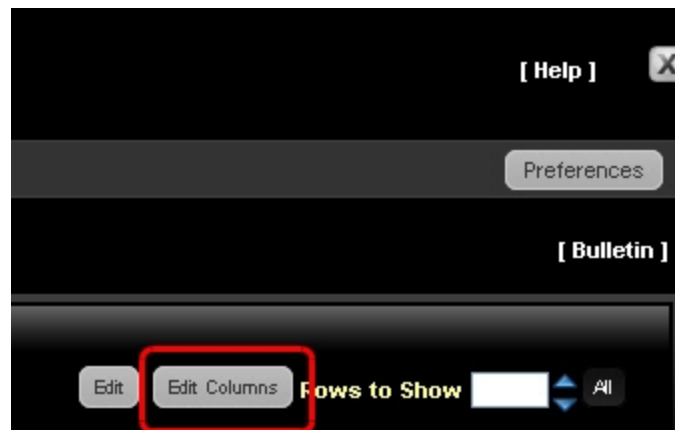 [ Help ] X
Preferences
[ Bulletin ]
Edit Edit Columns Rows to Show All